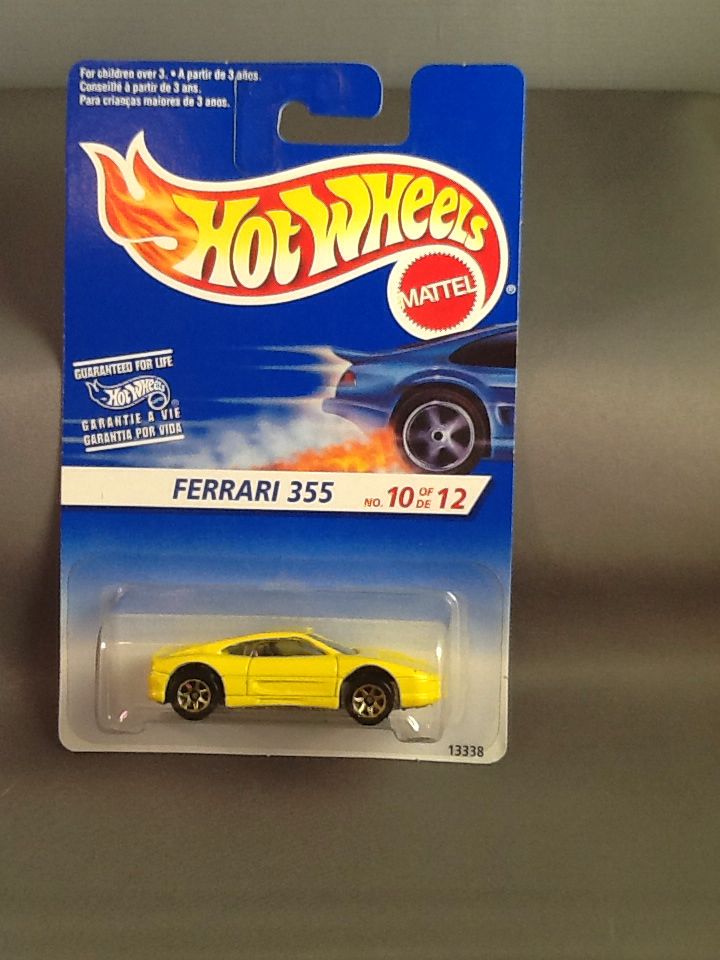 For children over 3. • A partir de 3 años.
Conseillé à partir de 3 ans.
Para crianças maiores de 3 anos.
HOT WHEELS
MATTEL
®
GUARANTEED FOR LIFE
HOT WHEELS ®
GARANTIE A VIE
GARANTIA POR VIDA
FERRARI 355
NO. 10 OF DE 12
13338